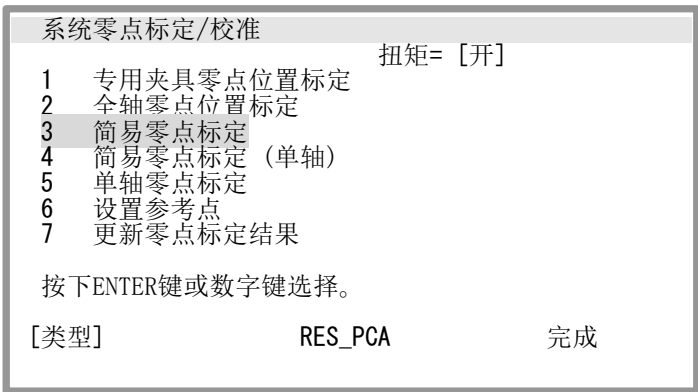 系统零点标定/校准
扭矩= [开]
1 专用夹具零点位置标定
2 全轴零点位置标定
3 简易零点标定
4 简易零点标定 (单轴)
5 单轴零点标定
6 设置参考点
7 更新零点标定结果
按下ENTER键或数字键选择。
[类型] RES_PCA 完成